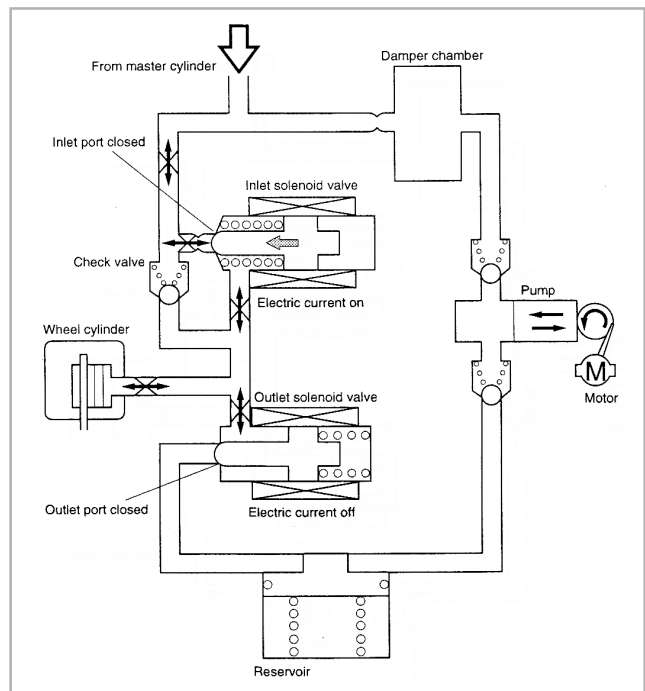 From master cylinder
Damper chamber
Inlet port closed
Inlet solenoid valve
Check valve
Electric current on
Pump
Wheel cylinder
M
Outlet solenoid valve
Motor
Outlet port closed
Electric current off
Reservoir